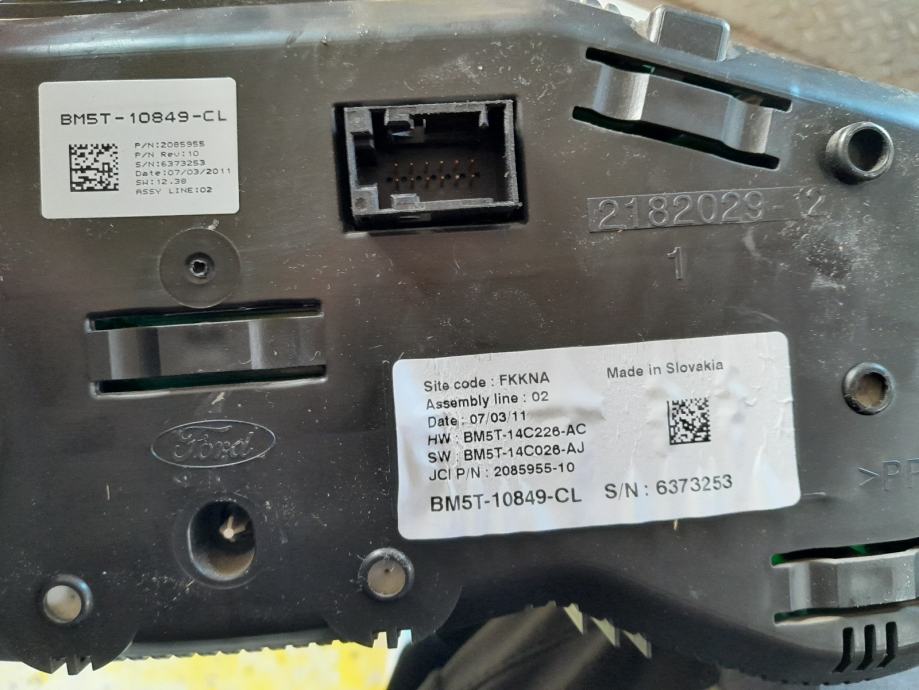 BM5T-10849-CL
P/N:2085955
P/N Rev:10
S/N:6373253
Date:07/03/2011
SW:12.38
ASSY LINE:02
2182029-12
1
Ford
Site code : FKKNA
Made in Slovakia
Assembly line : 02
Date : 07/03/11
HW : BM5T-14C226-AC
SW : BM5T-14C026-AJ
JCI P/N : 2085955-10
BM5T-10849-CL
S/N : 6373253